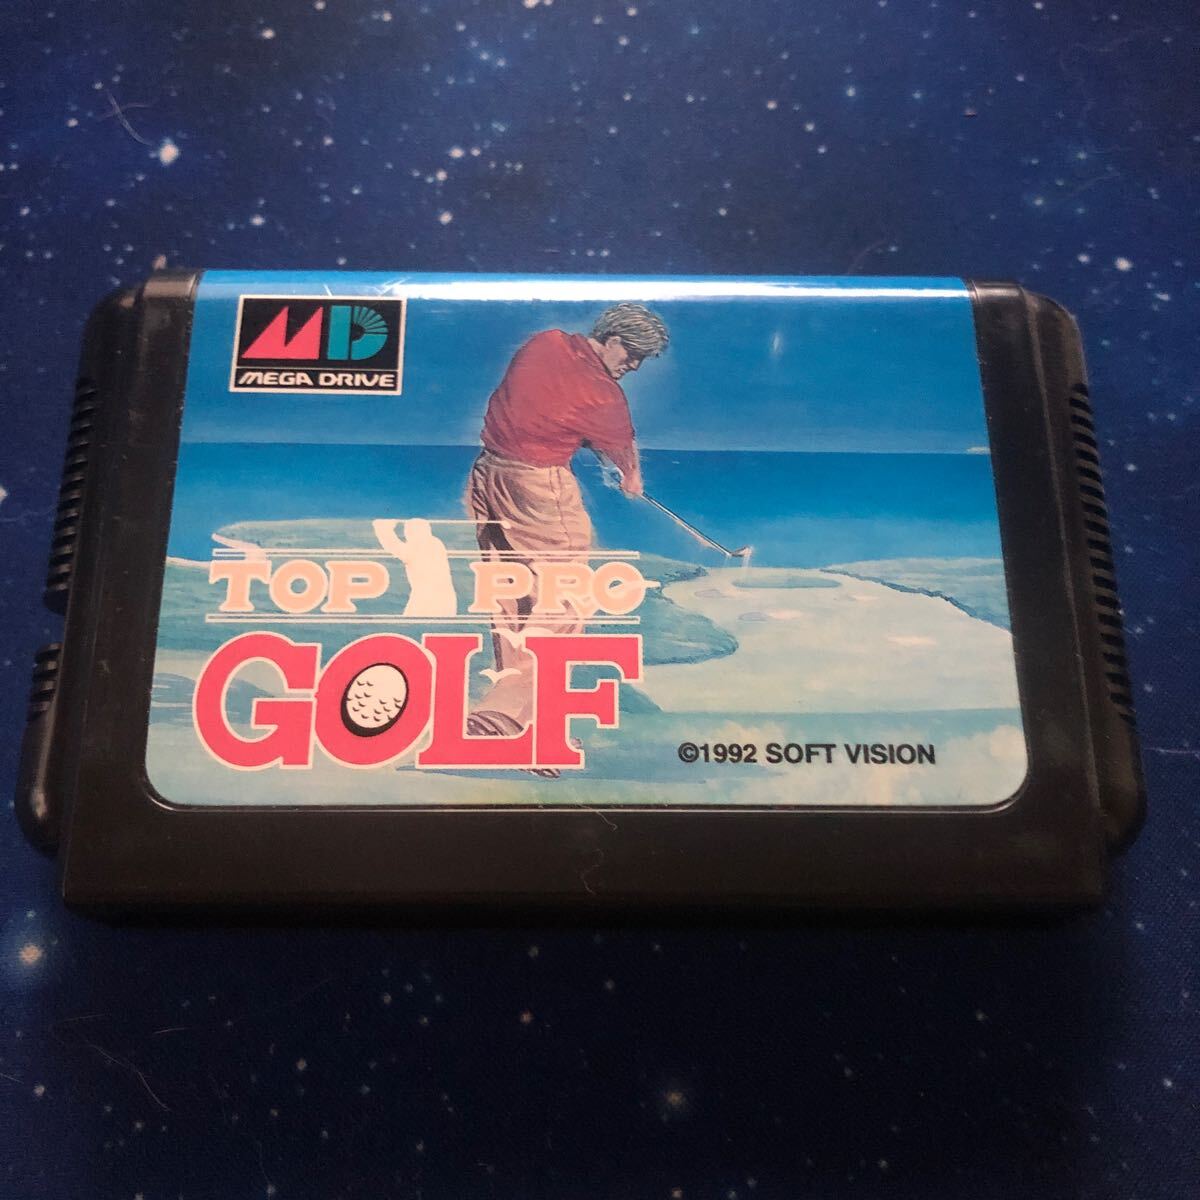 MD
MEGA DRIVE
TOP PRO
GOLF
©1992 SOFT VISION